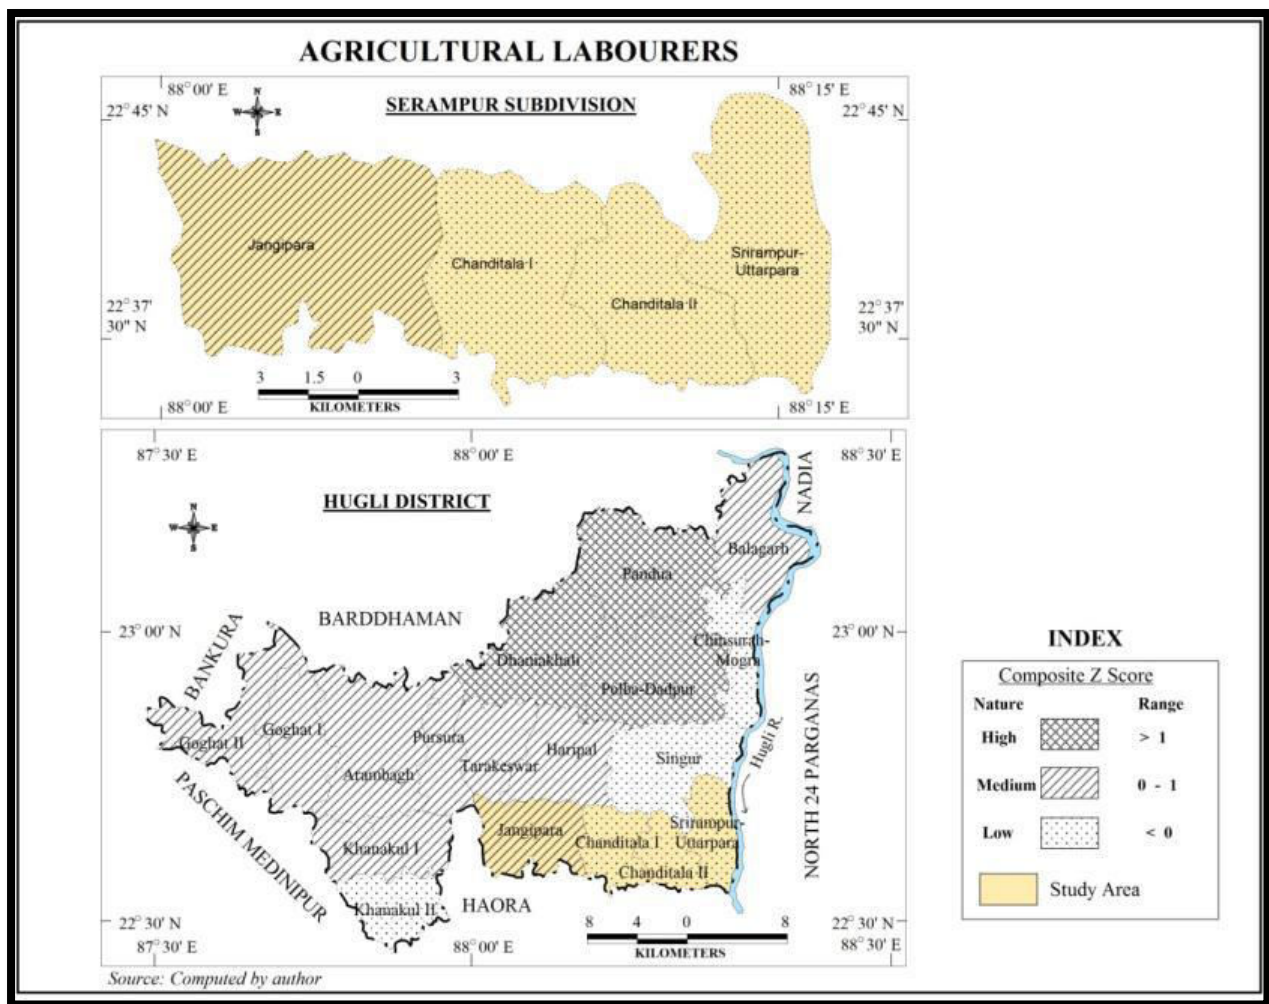 AGRICULTURAL LABOURERS
SERAMPUR SUBDIVISION
88° 00' E
88° 15' E
22° 45' N
22° 45' N
N
W E
S
Jangipara
Chanditala I
Chanditala II
Srirampur-
Uttarpara
22° 37'
30" N
22° 37'
30" N
3 1.5 0 3
KILOMETERS
88° 00' E
88° 15' E
87° 30' E
88° 00' E
88° 30' E
HUGLI DISTRICT
N
W E
S
NADIA
Balagarh
Pandua
BARDDHAMAN
BANKURA
23° 00' N
23° 00' N
Chinsurah-
Mogra
Dhaniakhali
Polba-Dadpur
Goghat I
Goghat II
Pursura
Haripal
Tarakeswar
Arambagh
Singur
Hugli R.
NORTH 24 PARGANAS
PASCHIM MEDINIPUR
Jangipara
Srirampur-
Uttarpara
Chanditala I
Chanditala II
Khanakul I
Khanakul II
HAORA
22° 30' N
22° 30' N
87° 30' E
88° 00' E
88° 30' E
8 4 0 8
KILOMETERS
Source: Computed by author
INDEX
Composite Z Score
Nature Range
High > 1
Medium 0 - 1
Low < 0
Study Area